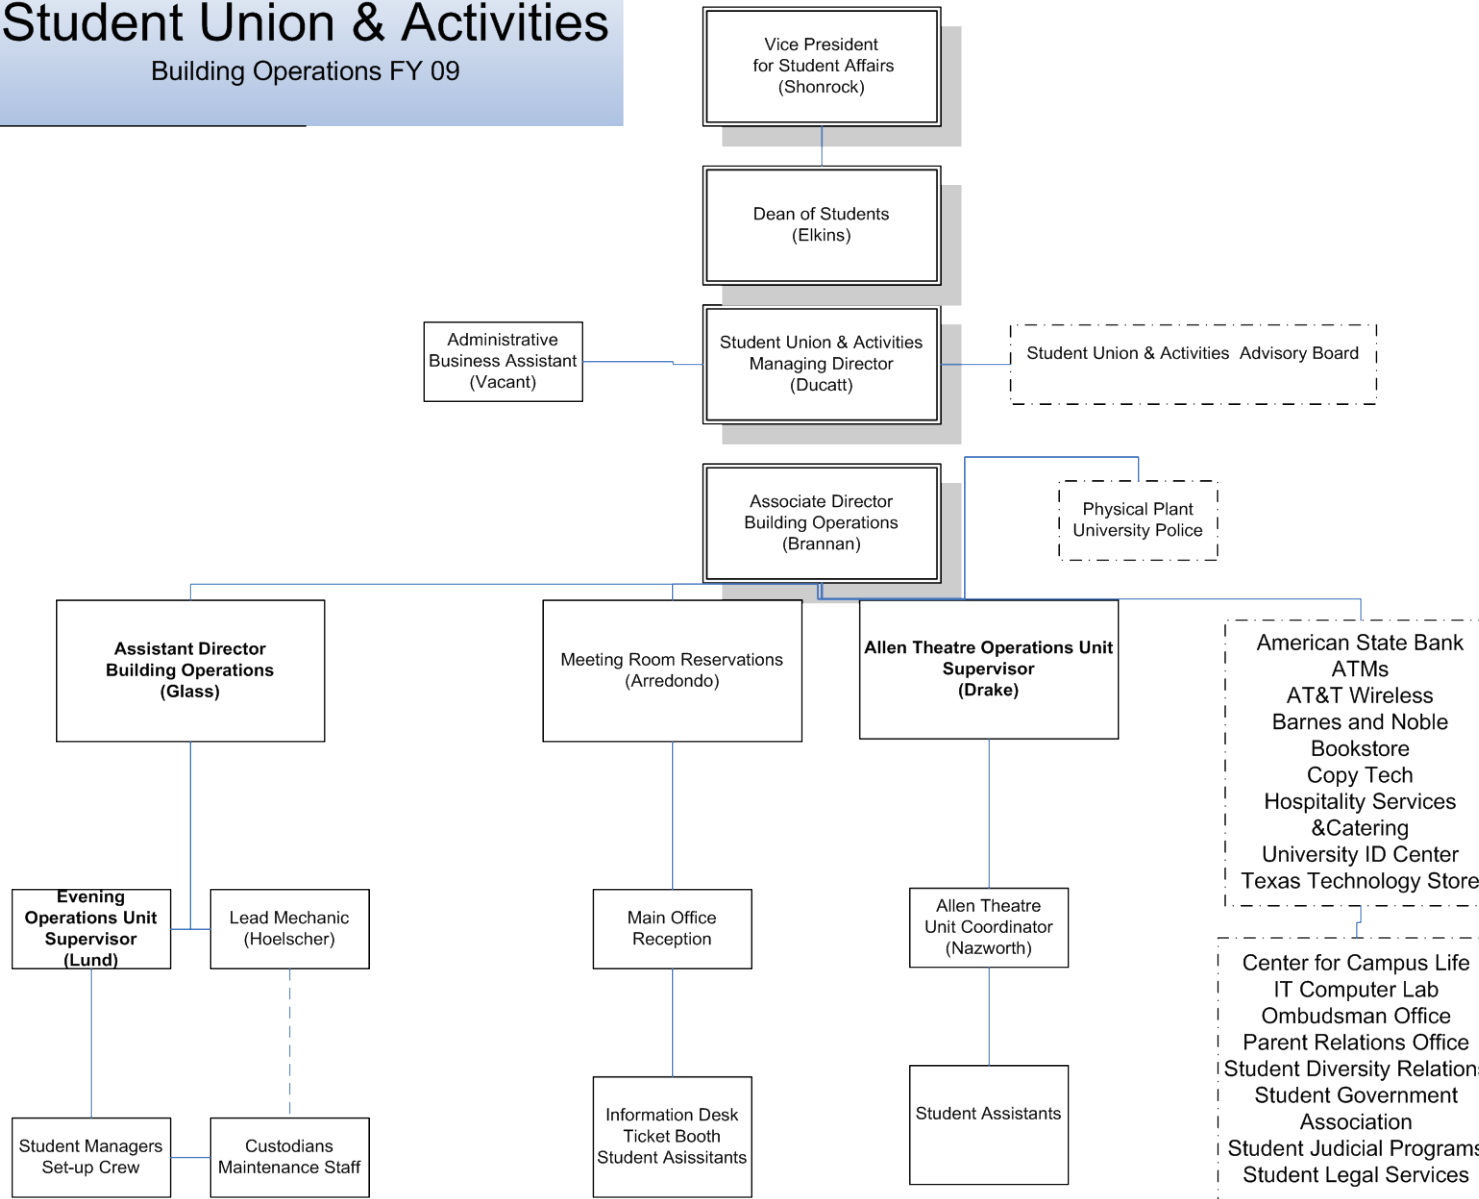 Student Union & Activities
Building Operations FY 09
Vice President
for Student Affairs
(Shonrock)
Dean of Students
(Elkins)
Administrative
Business Assistant
(Vacant)
Student Union & Activities
Managing Director
(Ducatt)
Student Union & Activities  Advisory Board
Associate Director
Building Operations
(Brannan)
Physical Plant
University Police
Assistant Director
Building Operations
(Glass)
Meeting Room Reservations
(Arredondo)
Allen Theatre Operations Unit
Supervisor
(Drake)
American State Bank
ATMs
AT&T Wireless
Barnes and Noble
Bookstore
Copy Tech
Hospitality Services
&Catering
University ID Center
Texas Technology Store
Evening
Operations Unit
Supervisor
(Lund)
Lead Mechanic
(Hoelscher)
Main Office
Reception
Allen Theatre
Unit Coordinator
(Nazworth)
Center for Campus Life
IT Computer Lab
Ombudsman Office
Parent Relations Office
Student Diversity Relations
Student Government
Association
Student Judicial Programs
Student Legal Services
Student Managers
Set-up Crew
Custodians
Maintenance Staff
Information Desk
Ticket Booth
Student Asissitants
Student Assistants